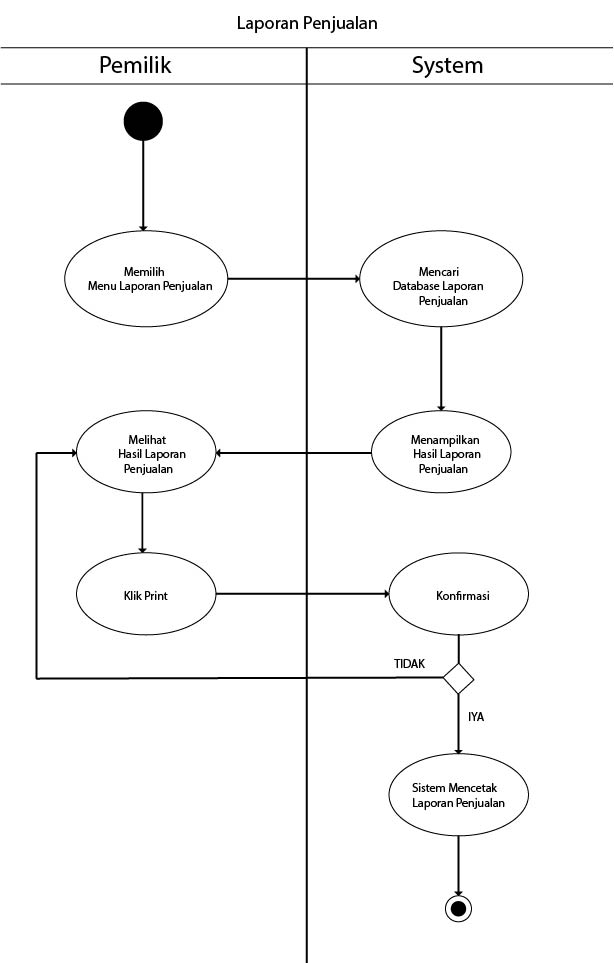 Laporan Penjualan
Pemilik
System
Memilih
Menu Laporan Penjualan
Mencari
Database Laporan
Penjualan
Melihat
Hasil Laporan
Penjualan
Menampilkan
Hasil Laporan
Penjualan
Klik Print
Konfirmasi
TIDAK
IYA
Sistem Mencetak
Laporan Penjualan